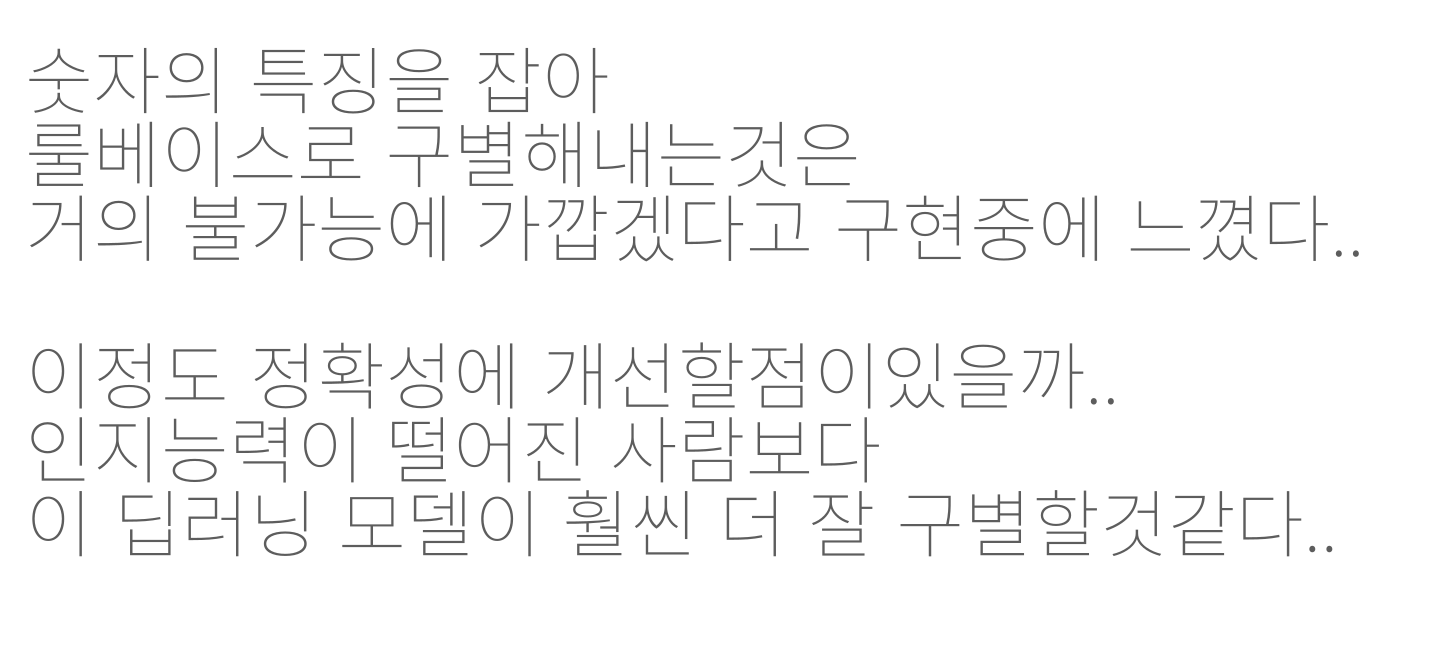 숫자의 특징을 잡아
룰베이스로 구별해내는것은
거의 불가능에 가깝겠다고 구현중에 느꼈다..
이정도 정확성에 개선할점이있을까..
인지능력이 떨어진 사람보다
이 딥러닝 모델이 훨씬 더 잘 구별할것같다..